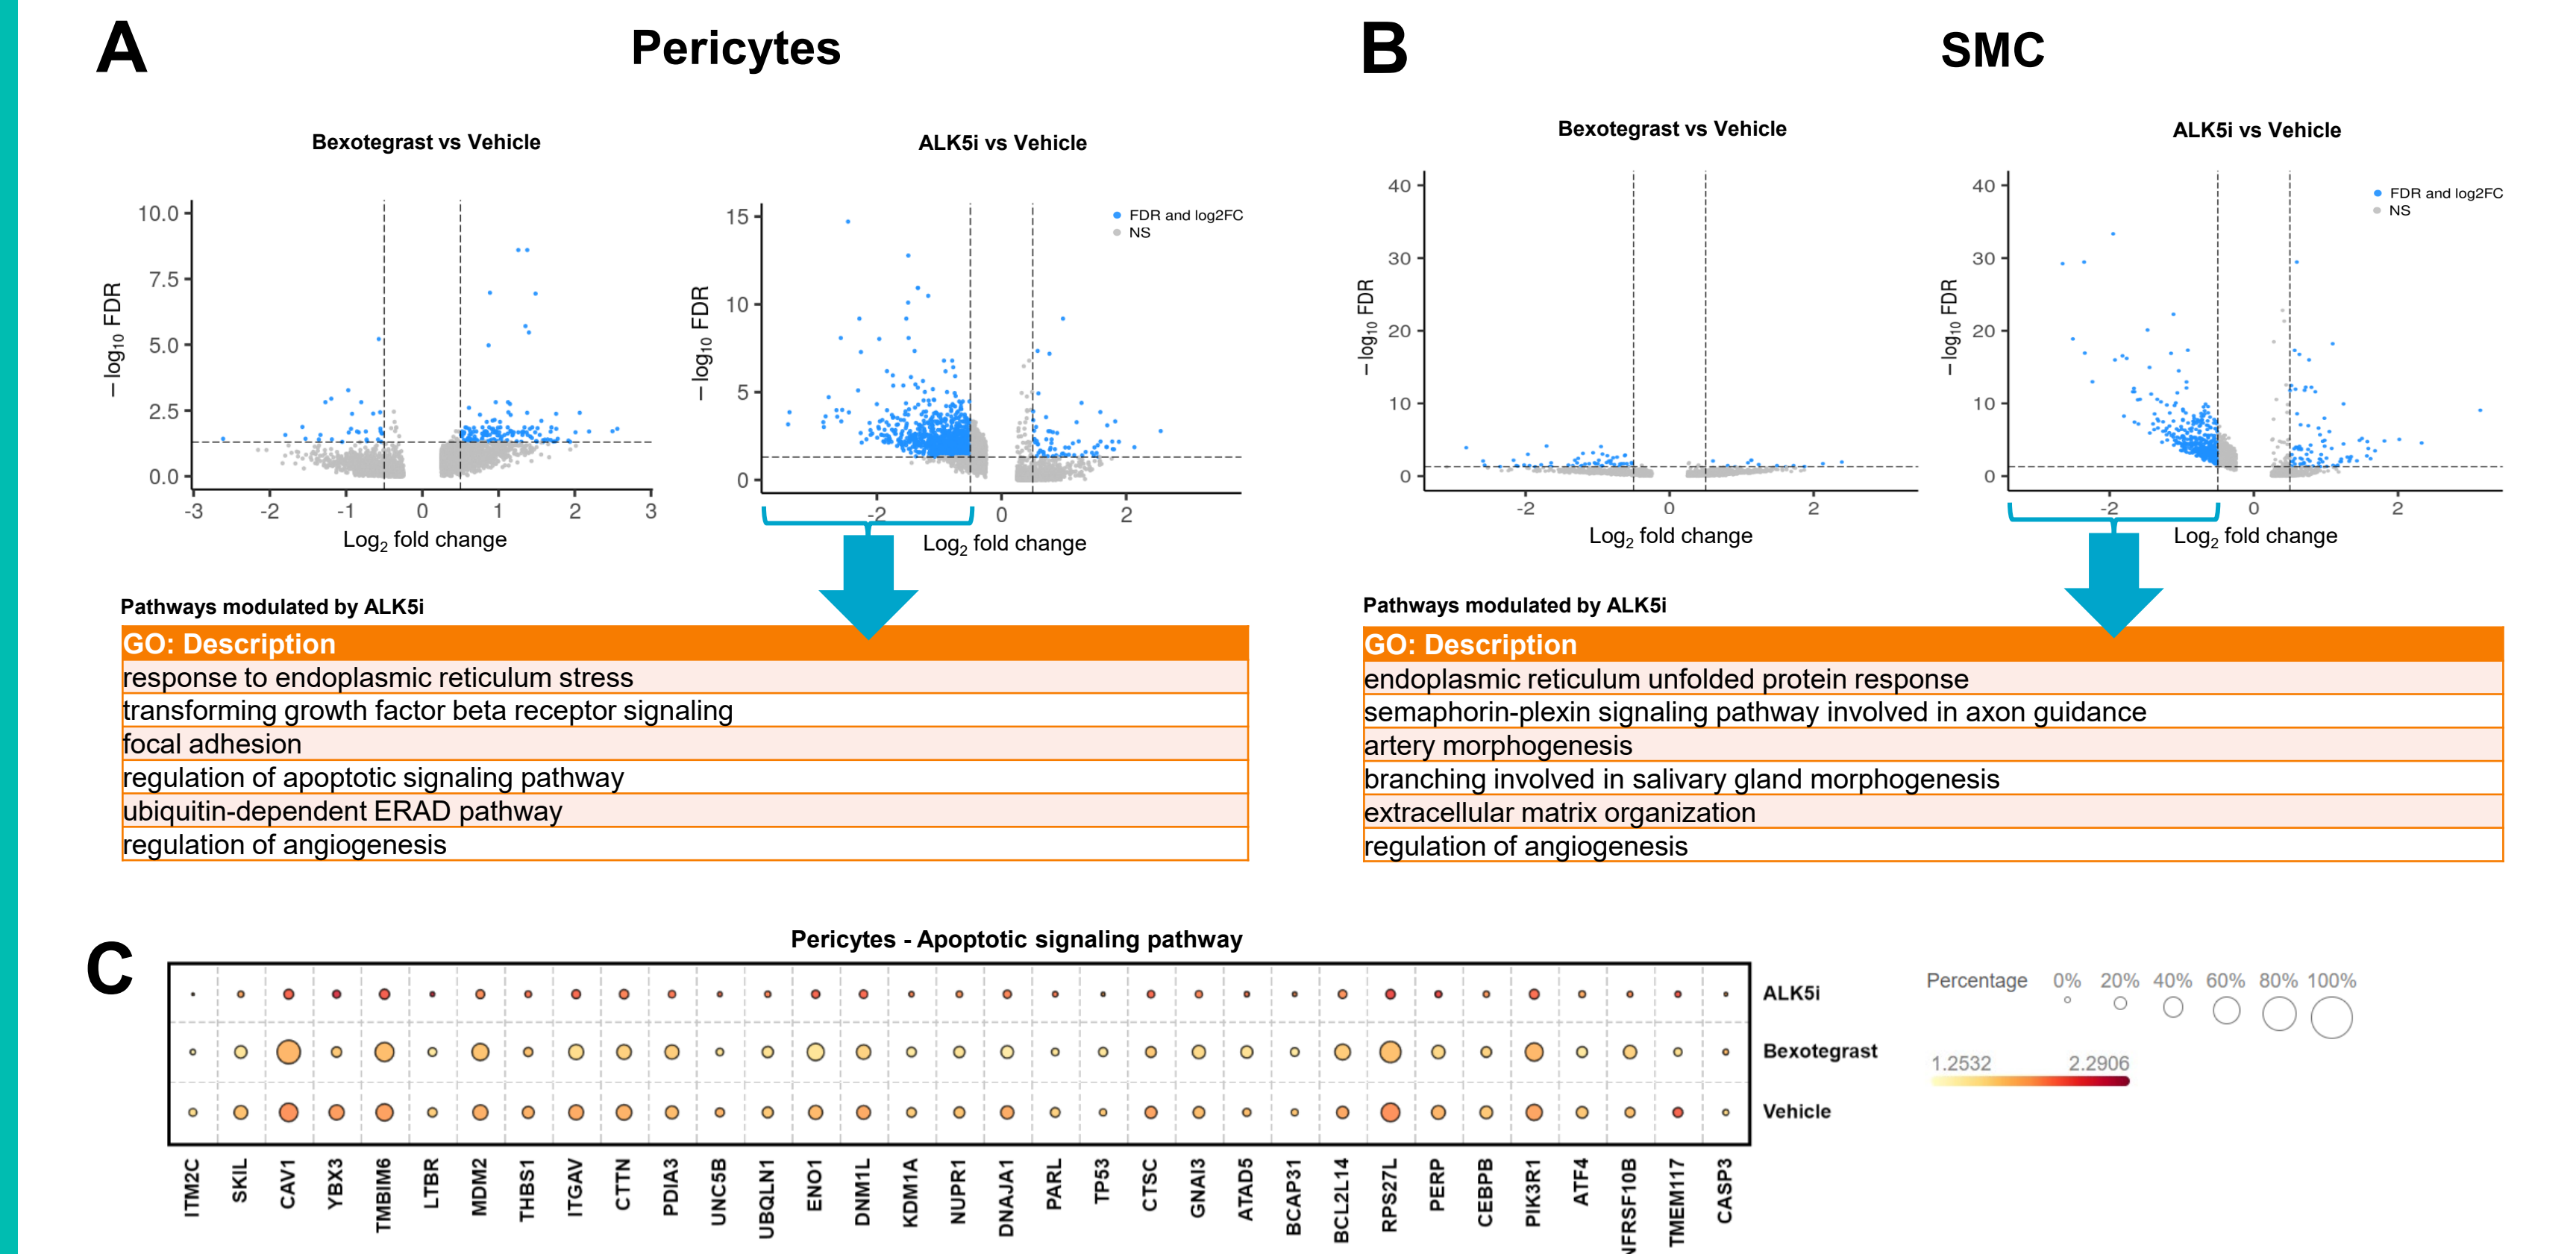 A
Pericytes
Bexotegrast vs Vehicle
10.0
7.5
5.0
2.5
0.0
−log10 FDR
-3 -2 -1 0 1 2 3
Log2 fold change
ALK5i vs Vehicle
FDR and log2FC
NS
15
10
5
0
−log10 FDR
-2 0 2
Log2 fold change
Pathways modulated by ALK5i
GO: Description
response to endoplasmic reticulum stress
transforming growth factor beta receptor signaling
focal adhesion
regulation of apoptotic signaling pathway
ubiquitin-dependent ERAD pathway
regulation of angiogenesis
B
SMC
Bexotegrast vs Vehicle
40
30
20
10
0
−log10 FDR
-2 0 2
Log2 fold change
ALK5i vs Vehicle
FDR and log2FC
NS
40
30
20
10
0
−log10 FDR
-2 0 2
Log2 fold change
Pathways modulated by ALK5i
GO: Description
endoplasmic reticulum unfolded protein response
semaphorin-plexin signaling pathway involved in axon guidance
artery morphogenesis
branching involved in salivary gland morphogenesis
extracellular matrix organization
regulation of angiogenesis
C
Pericytes - Apoptotic signaling pathway
ALK5i
Bexotegrast
Vehicle
ITM2C
SKIL
CAV1
YBX3
TMBIM6
LTBR
MDM2
THBS1
ITGAV
CTTN
PDIA3
UNC5B
UBQLN1
ENO1
DNM1L
KDM1A
NUPR1
DNAJA1
PARL
TP53
CTSC
GNAI3
ATAD5
BCAP31
BCL2L14
RPS27L
PERP
CEBPB
PIK3R1
ATF4
NFRSF10B
TMEM117
CASP3
Percentage 0% 20% 40% 60% 80% 100%
1.2532 2.2906